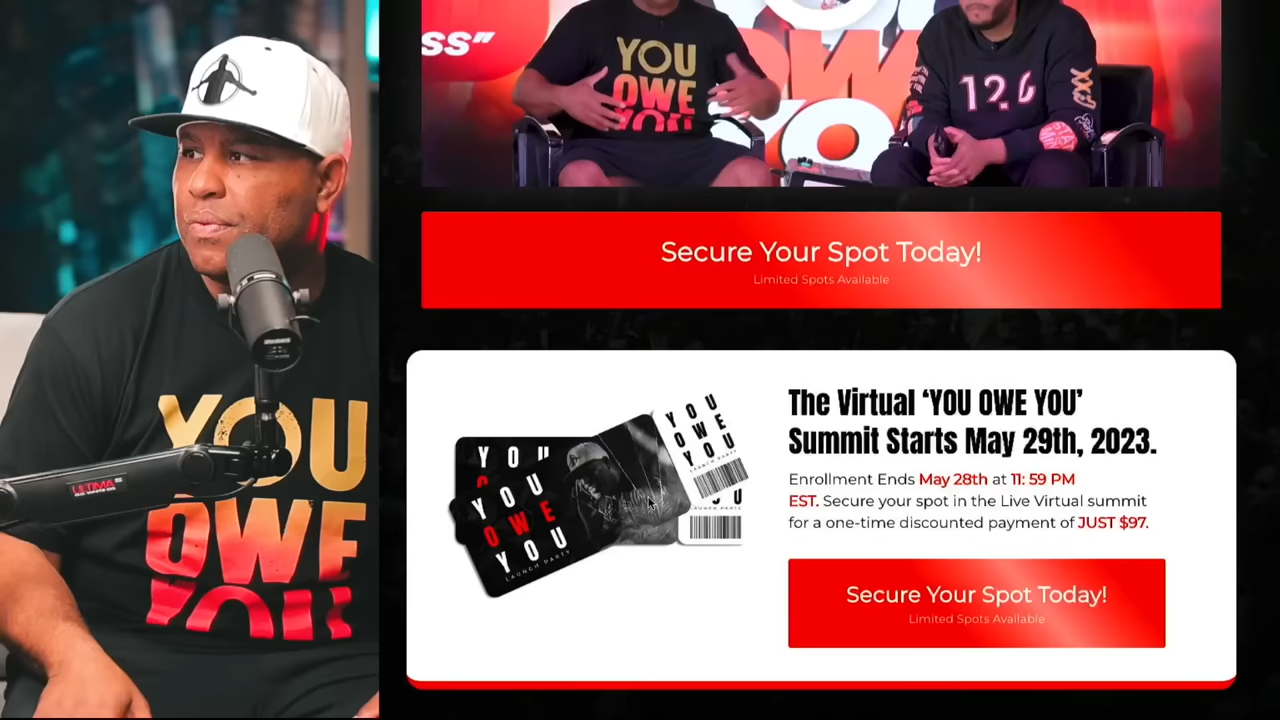 ss"
YOU
OWE
YOU
12.6
Secure Your Spot Today!
Limited Spots Available
YOU
OWE
YOU
ULTIMA
The Virtual ‘YOU OWE YOU’
Summit Starts May 29th, 2023.
Enrollment Ends May 28th at 11: 59 PM
EST. Secure your spot in the Live Virtual summit
for a one-time discounted payment of JUST $97.
Secure Your Spot Today!
Limited Spots Available
YOU
YOU
OWE
YOU
LAUNCH PARTY
YOU
OWE
YOU
LAUNCH PARTY